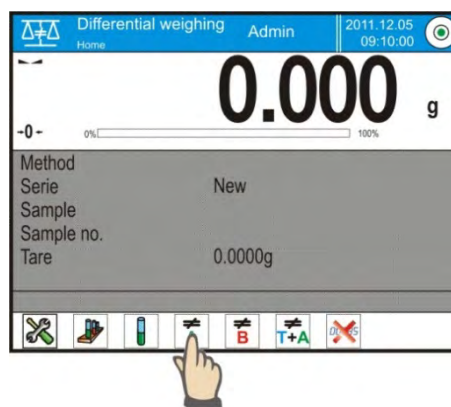 Differential weighing Admin 2011.12.05
Home 09:10:00
0.000 g
→0← 0% 100%
Method
Serie New
Sample
Sample no.
Tare 0.0000g
≠ ≠ B ≠ T+A